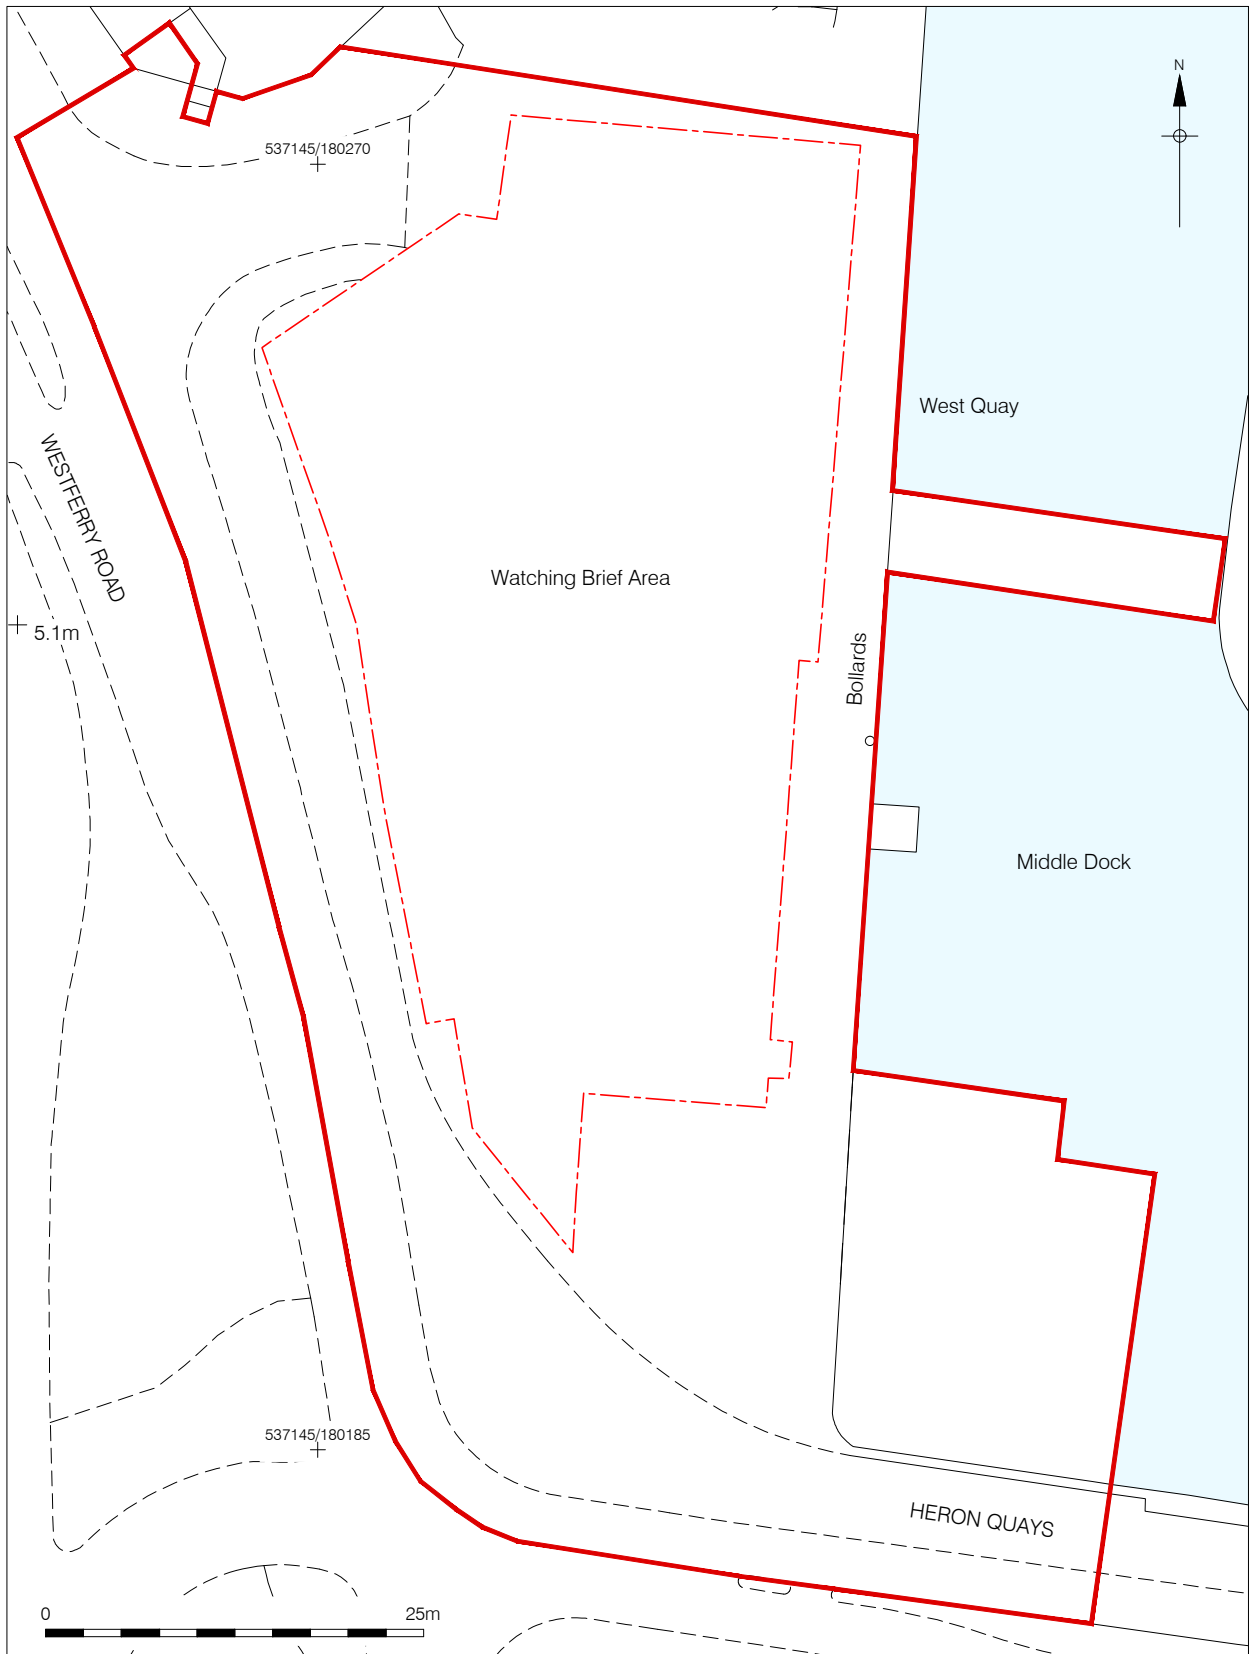 N
537145/180270
West Quay
WESTFERRY ROAD
Watching Brief Area
5.1m
Bollards
Middle Dock
537145/180185
HERON QUAYS
0
25m